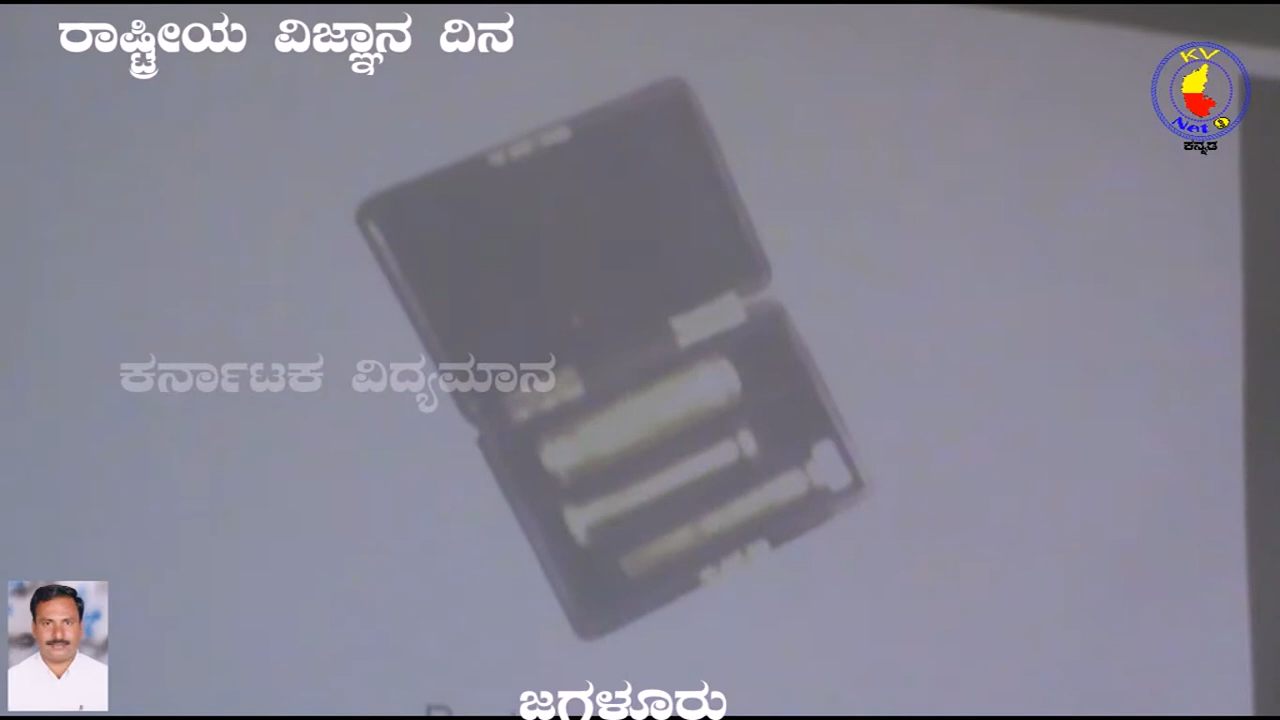 ರಾಷ್ಟ್ರೀಯ ವಿಜ್ಞಾನ ದಿನ
KV
Net
ಕನ್ನಡ
ಕರ್ನಾಟಕ ವಿದ್ಯಮಾನ
ಜಗಳೂರು